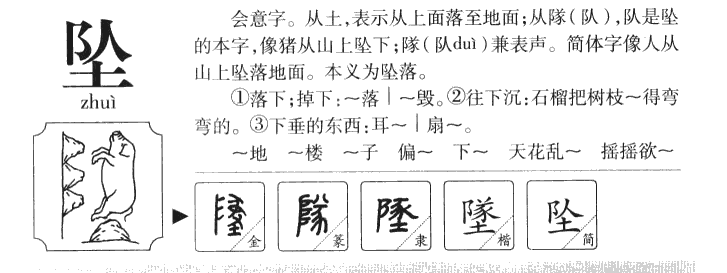 坠
zhuì
会意字。从土,表示从上面落至地面;从隊(队),队是坠
的本字,像猪从山上坠下;隊(队duì)兼表声。简体字像人从
山上坠落地面。本义为坠落。
①落下;掉下:~落|~毁。②往下沉:石榴把树枝~得弯
弯的。③下垂的东西:耳~|扇~。
~地 ~楼 ~子 偏~ 下~ 天花乱~ 摇摇欲~
金 篆 隶 墜 楷 坠 简